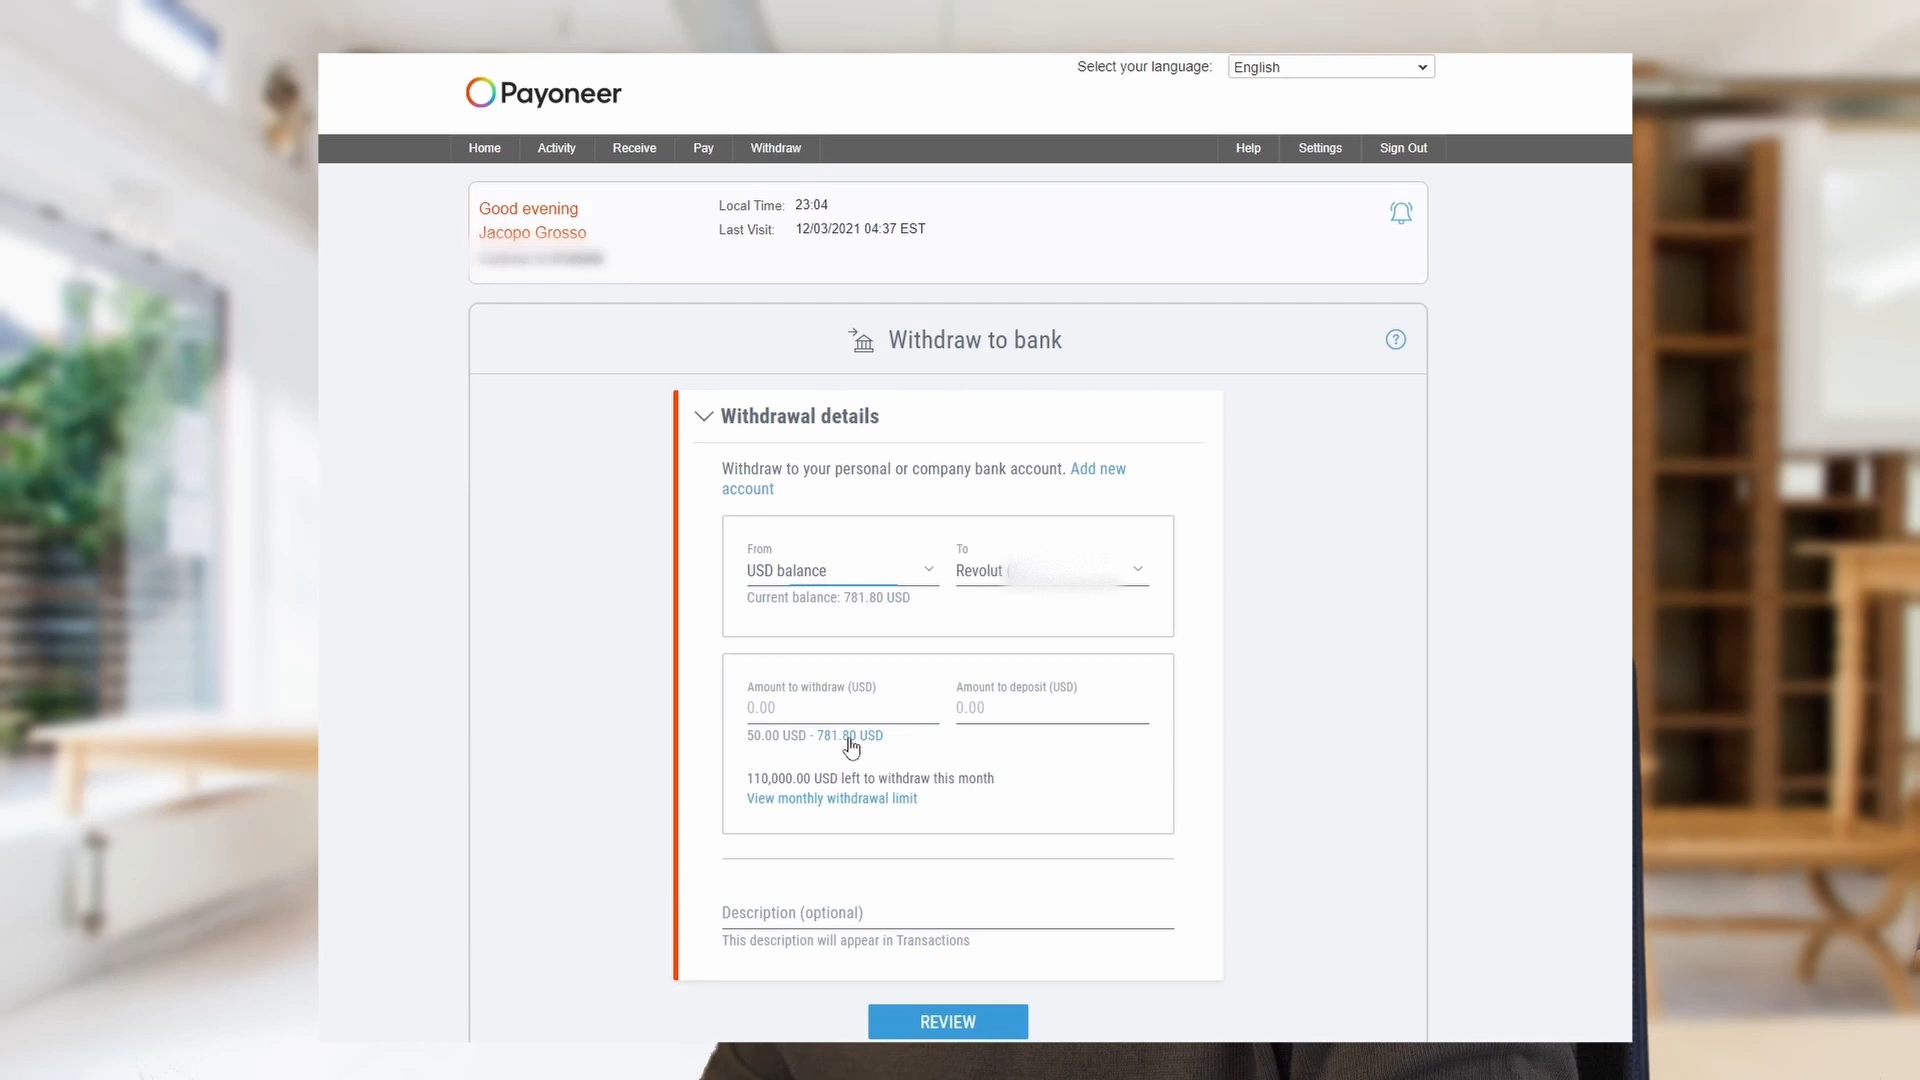 Select your language: English
Payoneer
Home Activity Receive Pay Withdraw Help Settings Sign Out
Good evening
Jacopo Grosso
Local Time: 23:04
Last Visit: 12/03/2021 04:37 EST
Withdraw to bank
?
Withdrawal details
Withdraw to your personal or company bank account. Add new
account
From
USD balance
Current balance: 781.80 USD
To
Revolut (
Amount to withdraw (USD)
0.00
50.00 USD - 781.80 USD
Amount to deposit (USD)
0.00
110,000.00 USD left to withdraw this month
View monthly withdrawal limit
Description (optional)
This description will appear in Transactions
REVIEW